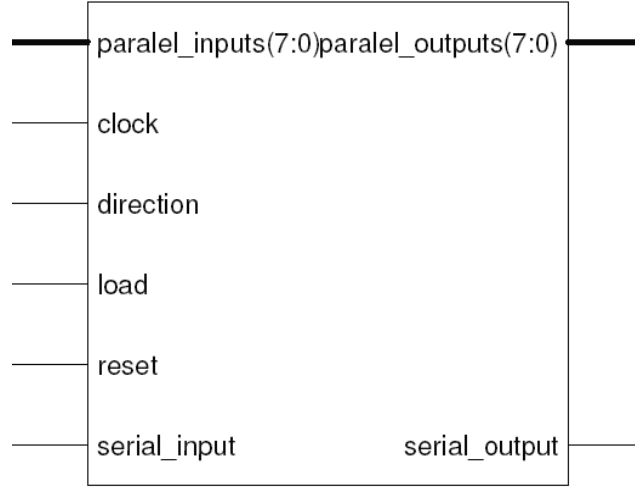 paralel_inputs(7:0)paralel_outputs(7:0)
clock
direction
load
reset
serial_input serial_output